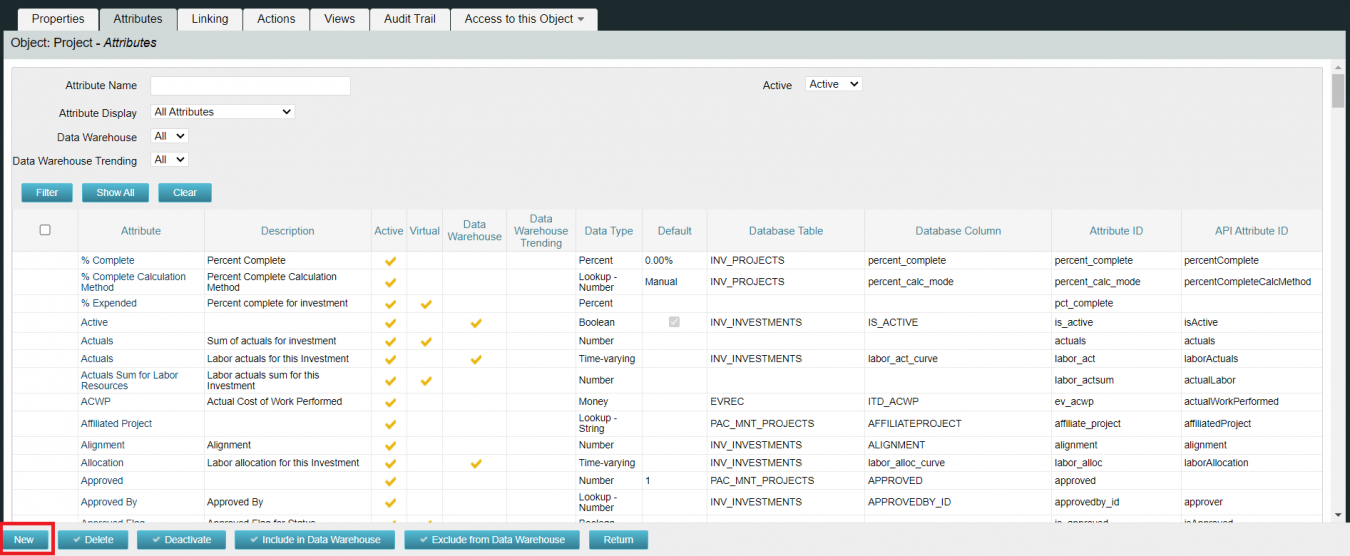 Properties Attributes Linking Actions Views Audit Trail Access to this Object
Object: Project - Attributes
Attribute Name Active Active
Attribute Display All Attributes
Data Warehouse All
Data Warehouse Trending All
Filter Show All Clear
Attribute Description Active Virtual Data Warehouse Data Warehouse Trending Data Type Default Database Table Database Column Attribute ID API Attribute ID
% Complete Percent Complete Percent 0.00% INV_PROJECTS percent_complete percent_complete percentComplete
% Complete Calculation Method Percent Complete Calculation Method Lookup - Number Manual INV_PROJECTS percent_calc_mode percent_calc_mode percentCompleteCalcMethod
% Expended Percent complete for investment Percent pct_complete
Active Boolean INV_INVESTMENTS IS_ACTIVE is_active isActive
Actuals Sum of actuals for investment Number actuals actuals
Actuals Labor actuals for this Investment Time-varying INV_INVESTMENTS labor_act_curve labor_act laborActuals
Actuals Sum for Labor Resources Labor actuals sum for this Investment Number labor_actsum actualLabor
ACWP Actual Cost of Work Performed Money EVREC ITD_ACWP ev_acwp actualWorkPerformed
Affiliated Project Lookup - String PAC_MNT_PROJECTS AFFILIATEPROJECT affiliate_project affiliatedProject
Alignment Alignment Number INV_INVESTMENTS ALIGNMENT alignment alignment
Allocation Labor allocation for this Investment Time-varying INV_INVESTMENTS labor_alloc_curve labor_alloc laborAllocation
Approved Number 1 PAC_MNT_PROJECTS APPROVED approved
Approved By Approved By Lookup - Number INV_INVESTMENTS APPROVEDBY_ID approvedby_id approver
Approved Flag Approved Flag for Status Boolean is_approved isApproved
New Delete Deactivate Include in Data Warehouse Exclude from Data Warehouse Return